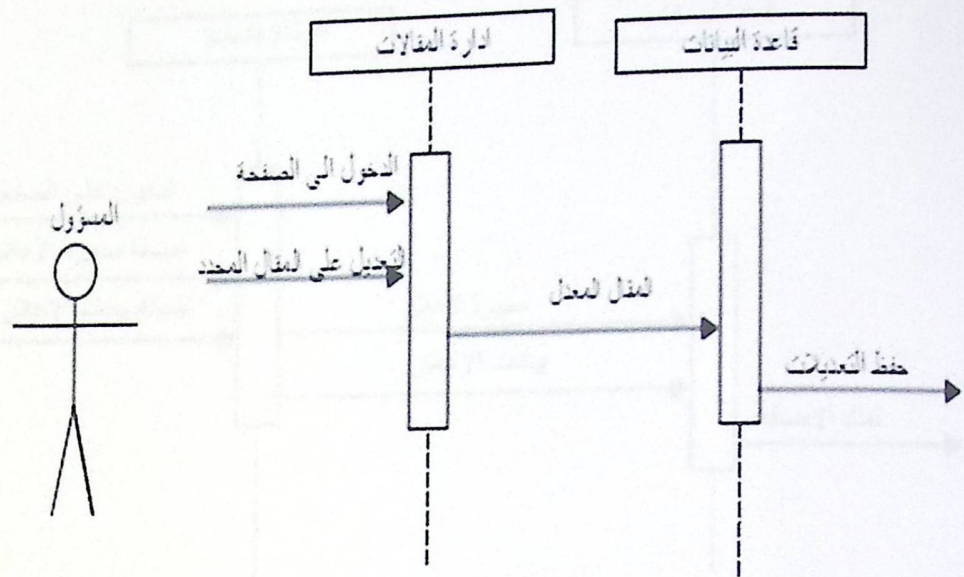 ادارة المقالات
قاعدة البيانات
الدخول الى الصفحة
المسؤول
التعديل على المقال المحدد
المقال المعدل
حفظ التعديلات